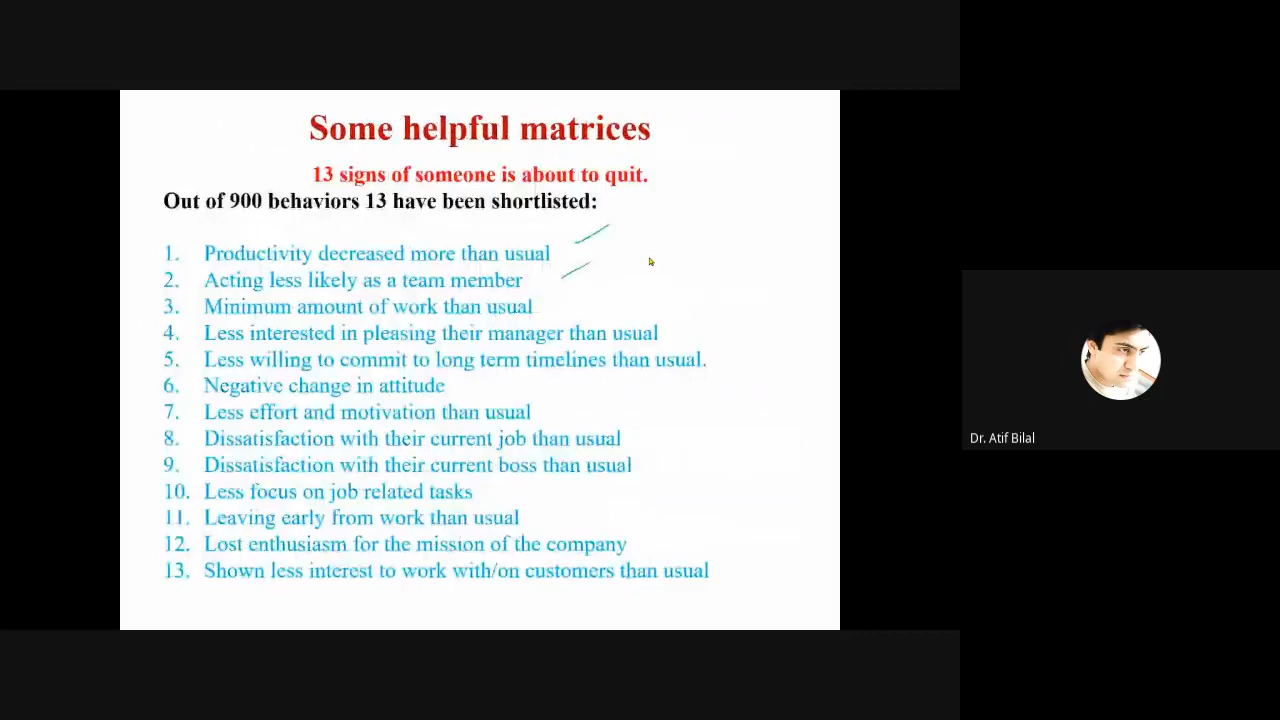 Some helpful matrices
13 signs of someone is about to quit.
Out of 900 behaviors 13 have been shortlisted:
1. Productivity decreased more than usual
2. Acting less likely as a team member
3. Minimum amount of work than usual
4. Less interested in pleasing their manager than usual
5. Less willing to commit to long term timelines than usual.
6. Negative change in attitude
7. Less effort and motivation than usual
8. Dissatisfaction with their current job than usual
9. Dissatisfaction with their current boss than usual
10. Less focus on job related tasks
11. Leaving early from work than usual
12. Lost enthusiasm for the mission of the company
13. Shown less interest to work with/on customers than usual
Dr. Atif Bilal